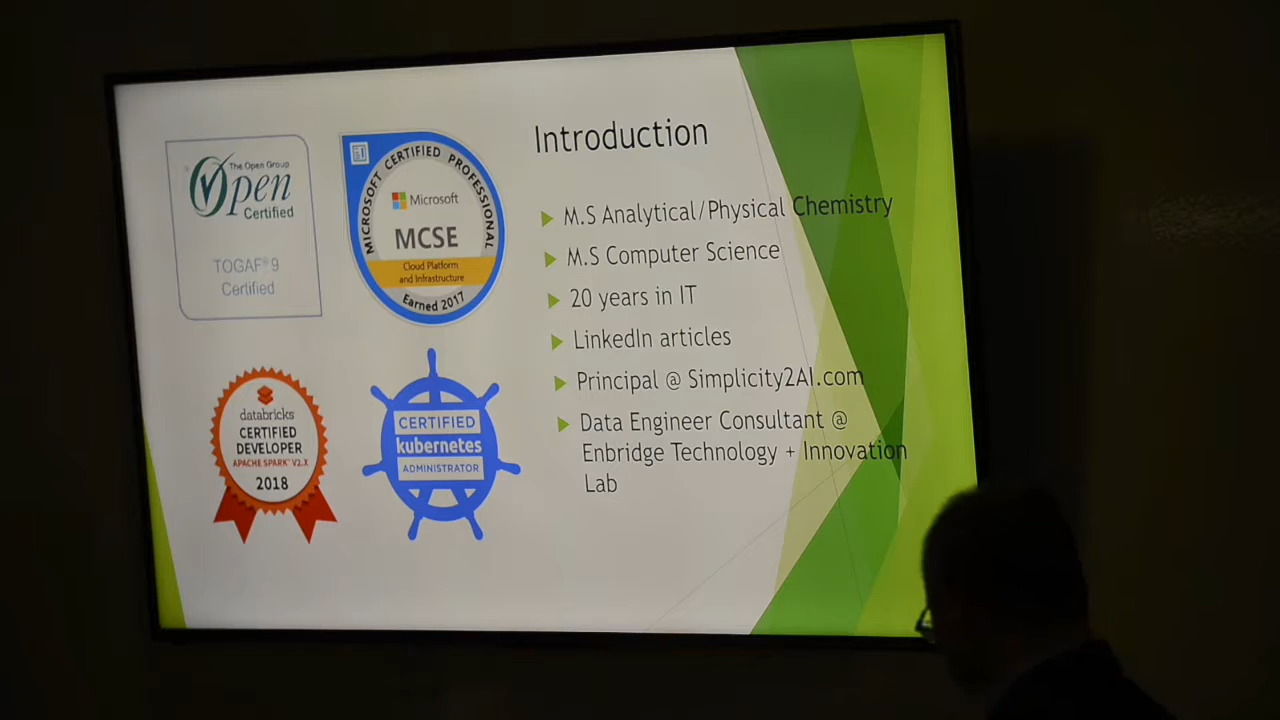 Introduction
M.S Analytical/Physical Chemistry
M.S Computer Science
20 years in IT
LinkedIn articles
Principal @ Simplicity2AI.com
Data Engineer Consultant @
Enbridge Technology + Innovation
Lab
The Open Group
Open
Certified
TOGAF® 9
Certified
MICROSOFT CERTIFIED PROFESSIONAL
Microsoft
MCSE
Cloud Platform
and Infrastructure
Earned 2017
databricks
CERTIFIED
DEVELOPER
APACHE SPARK™ V2.X
2018
CERTIFIED
kubernetes
ADMINISTRATOR